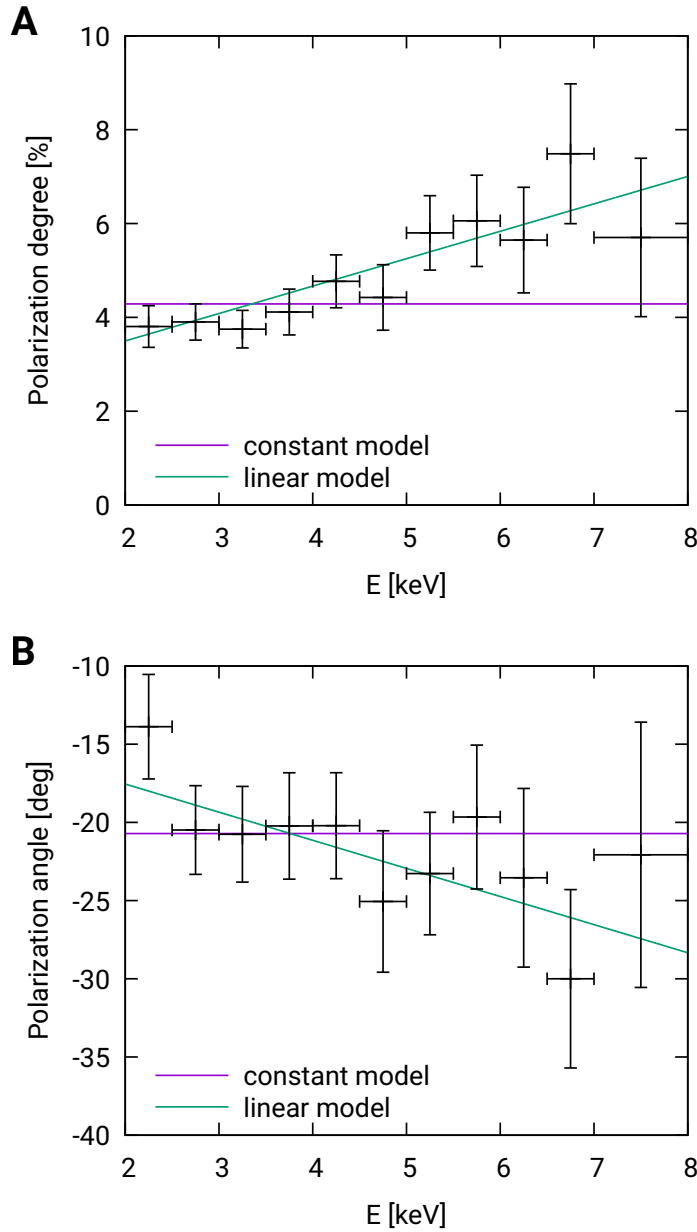 A
Polarization degree [%]
10
8
6
4
2
0
constant model
linear model
2 3 4 5 6 7 8
E [keV]
B
Polarization angle [deg]
-10
-15
-20
-25
-30
-35
-40
constant model
linear model
2 3 4 5 6 7 8
E [keV]